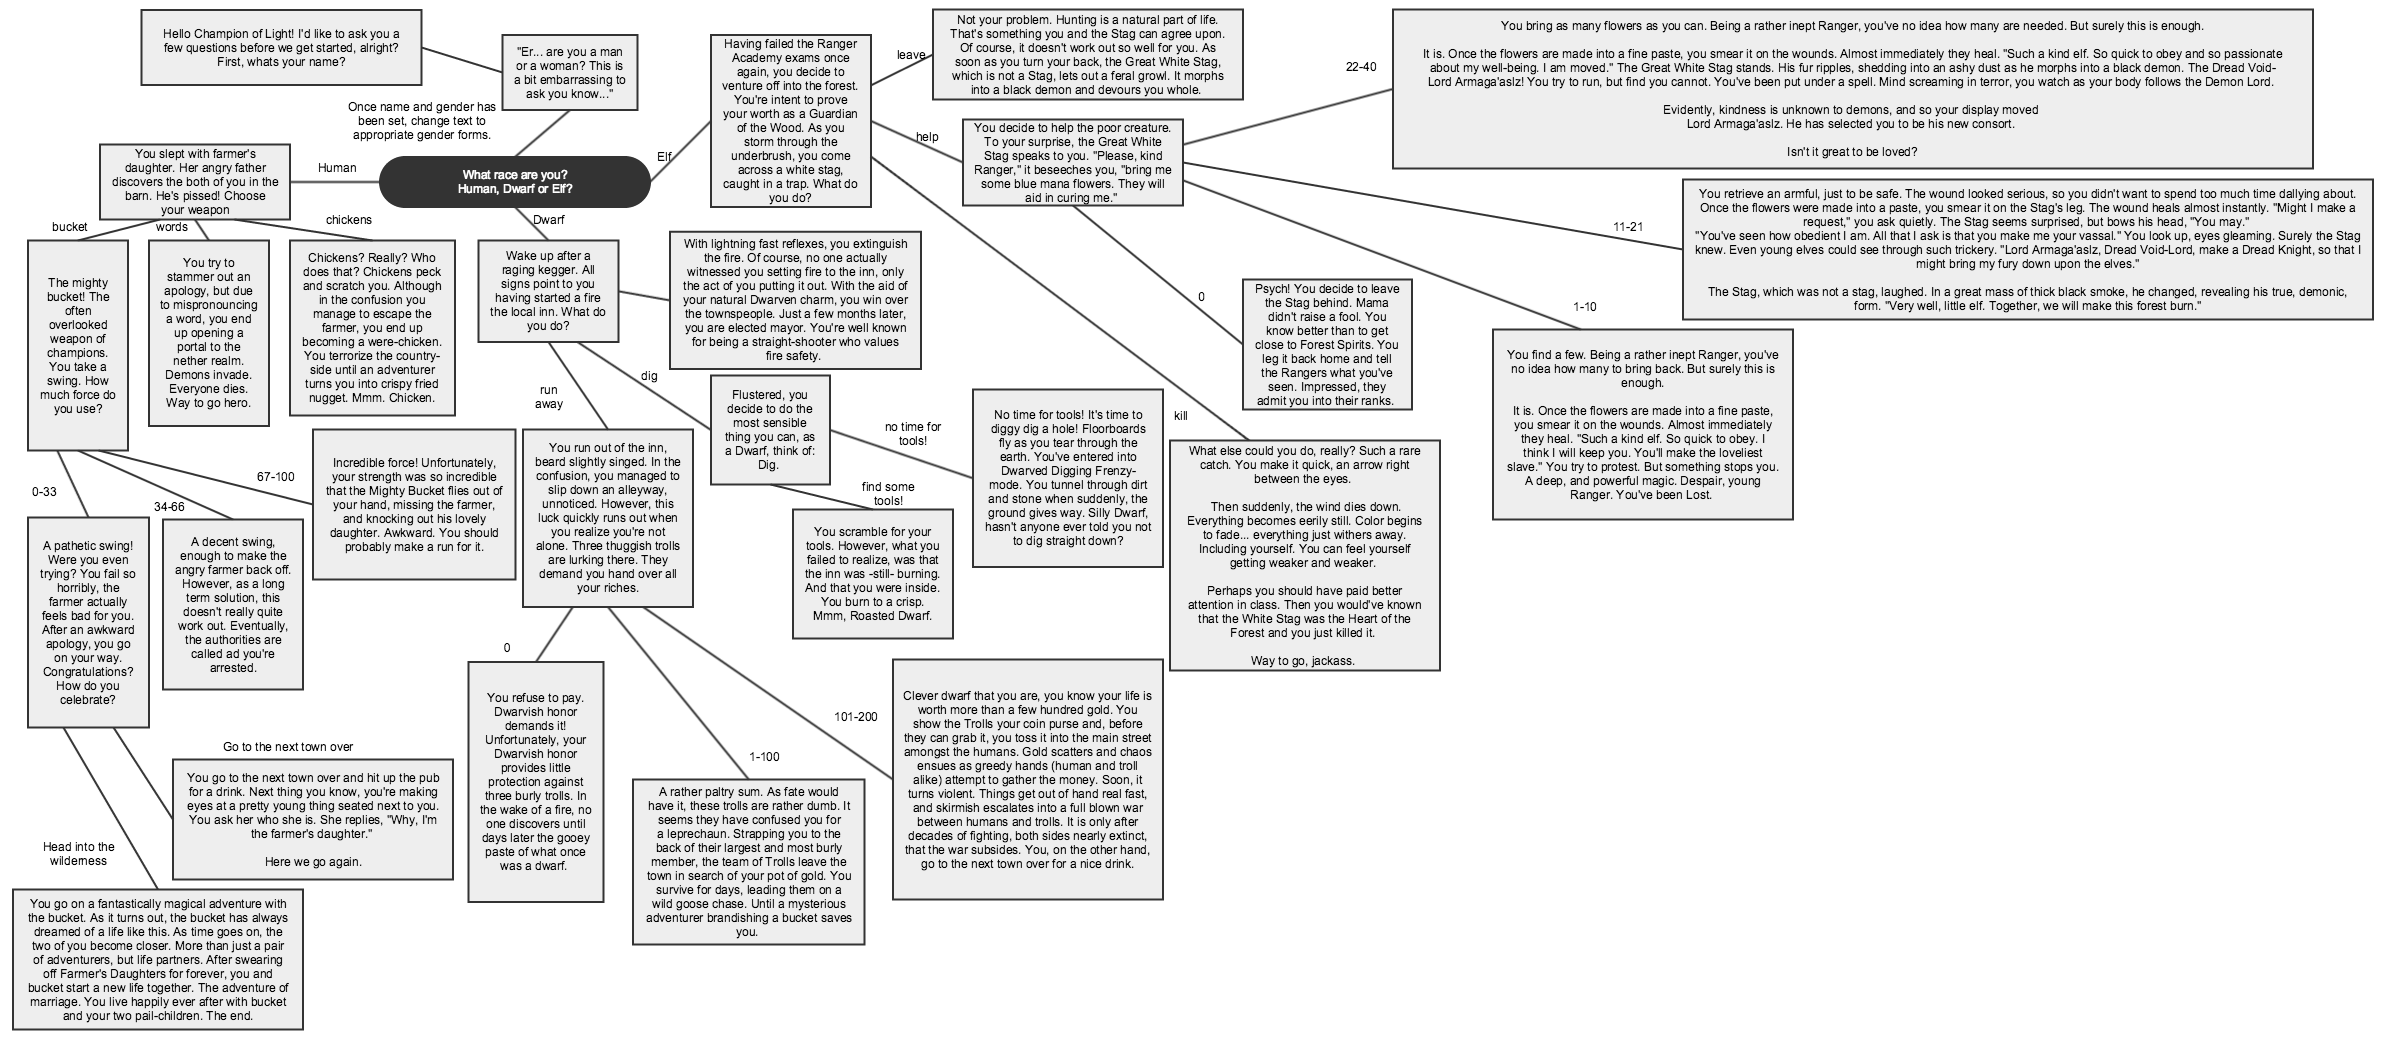 Hello Champion of Light! I'd like to ask you a
few questions before we get started, alright?
First, whats your name?
"Er... are you a man
or a woman? This is
a bit embarrassing to
ask you know..."
Once name and gender has
been set, change text to
appropriate gender forms.
What race are you?
Human, Dwarf or Elf?
Human
You slept with farmer's
daughter. Her angry father
discovers the both of you in the
barn. He's pissed! Choose
your weapon
bucket
words
chickens
The mighty
bucket! The
often
overlooked
weapon of
champions.
You take a
swing. How
much force do
you use?
You try to
stammer out an
apology, but due
to mispronouncing
a word, you end
up opening a
portal to the
nether realm.
Demons invade.
Everyone dies.
Way to go hero.
Chickens? Really? Who
does that? Chickens peck
and scratch you. Although
in the confusion you
manage to escape the
farmer, you end up
becoming a were-chicken.
You terrorize the country-
side until an adventurer
turns you into crispy fried
nugget. Mmm. Chicken.
0-33
34-66
67-100
A pathetic swing!
Were you even
trying? You fail so
horribly, the
farmer actually
feels bad for you.
After an awkward
apology, you go
on your way.
Congratulations?
How do you
celebrate?
A decent swing,
enough to make the
angry farmer back off.
However, as a long
term solution, this
doesn't really quite
work out. Eventually,
the authorities are
called ad you're
arrested.
Incredible force! Unfortunately,
your strength was so incredible
that the Mighty Bucket flies out of
your hand, missing the farmer,
and knocking out his lovely
daughter. Awkward. You should
probably make a run for it.
Go to the next town over
You go to the next town over and hit up the pub
for a drink. Next thing you know, you're making
eyes at a pretty young thing seated next to you.
You ask her who she is. She replies, "Why, I'm
the farmer's daughter."
Here we go again.
Head into the
wilderness
You go on a fantastically magical adventure with
the bucket. As it turns out, the bucket has always
dreamed of a life like this. As time goes on, the
two of you become closer. More than just a pair
of adventurers, but life partners. After swearing
off Farmer's Daughters for forever, you and
bucket start a new life together. The adventure of
marriage. You live happily ever after with bucket
and your two pail-children. The end.
Dwarf
Wake up after a
raging kegger. All
signs point to you
having started a fire
the local inn. What do
you do?
With lightning fast reflexes, you extinguish
the fire. Of course, no one actually
witnessed you setting fire to the inn, only
the act of you putting it out. With the aid of
your natural Dwarven charm, you win over
the townspeople. Just a few months later,
you are elected mayor. You're well known
for being a straight-shooter who values
fire safety.
run
away
dig
You run out of the inn,
beard slightly singed. In the
confusion, you managed to
slip down an alleyway,
unnoticed. However, this
luck quickly runs out when
you realize you're not
alone. Three thuggish trolls
are lurking there. They
demand you hand over all
your riches.
Flustered, you
decide to do the
most sensible
thing you can, as
a Dwarf, think of:
Dig.
no time for
tools!
No time for tools! It's time to
diggy dig a hole! Floorboards
fly as you tear through the
earth. You've entered into
Dwarved Digging Frenzy-
mode. You tunnel through dirt
and stone when suddenly, the
ground gives way. Silly Dwarf,
hasn't anyone ever told you not
to dig straight down?
find some
tools!
You scramble for your
tools. However, what you
failed to realize, was that
the inn was -still- burning.
And that you were inside.
You burn to a crisp.
Mmm, Roasted Dwarf.
0
You refuse to pay.
Dwarvish honor
demands it!
Unfortunately, your
Dwarvish honor
provides little
protection against
three burly trolls. In
the wake of a fire, no
one discovers until
days later the gooey
paste of what once
was a dwarf.
1-100
A rather paltry sum. As fate would
have it, these trolls are rather dumb. It
seems they have confused you for
a leprechaun. Strapping you to the
back of their largest and most burly
member, the team of Trolls leave the
town in search of your pot of gold. You
survive for days, leading them on a
wild goose chase. Until a mysterious
adventurer brandishing a bucket saves
you.
101-200
Clever dwarf that you are, you know your life is
worth more than a few hundred gold. You
show the Trolls your coin purse and, before
they can grab it, you toss it into the main street
amongst the humans. Gold scatters and chaos
ensues as greedy hands (human and troll
alike) attempt to gather the money. Soon, it
turns violent. Things get out of hand real fast,
and skirmish escalates into a full blown war
between humans and trolls. It is only after
decades of fighting, both sides nearly extinct,
that the war subsides. You, on the other hand,
go to the next town over for a nice drink.
Elf
Having failed the Ranger
Academy exams once
again, you decide to
venture off into the forest.
You're intent to prove
your worth as a Guardian
of the Wood. As you
storm through the
underbrush, you come
across a white stag,
caught in a trap. What do
you do?
leave
Not your problem. Hunting is a natural part of life.
That's something you and the Stag can agree upon.
Of course, it doesn't work out so well for you. As
soon as you turn your back, the Great White Stag,
which is not a Stag, lets out a feral growl. It morphs
into a black demon and devours you whole.
help
You decide to help the poor creature.
To your surprise, the Great White
Stag speaks to you. "Please, kind
Ranger," it beseeches you, "bring me
some blue mana flowers. They will
aid in curing me."
22-40
You bring as many flowers as you can. Being a rather inept Ranger, you've no idea how many are needed. But surely this is enough.
It is. Once the flowers are made into a fine paste, you smear it on the wounds. Almost immediately they heal. "Such a kind elf. So quick to obey and so passionate
about my well-being. I am moved." The Great White Stag stands. His fur ripples, shedding into an ashy dust as he morphs into a black demon. The Dread Void-
Lord Armaga'aslz! You try to run, but find you cannot. You've been put under a spell. Mind screaming in terror, you watch as your body follows the Demon Lord.
Evidently, kindness is unknown to demons, and so your display moved
Lord Armaga'aslz. He has selected you to be his new consort.
Isn't it great to be loved?
11-21
You retrieve an armful, just to be safe. The wound looked serious, so you didn't want to spend too much time dallying about.
Once the flowers were made into a paste, you smear it on the Stag's leg. The wound heals almost instantly. "Might I make a
request," you ask quietly. The Stag seems surprised, but bows his head, "You may."
"You've seen how obedient I am. All that I ask is that you make me your vassal." You look up, eyes gleaming. Surely the Stag
knew. Even young elves could see through such trickery. "Lord Armaga'aslz, Dread Void-Lord, make a Dread Knight, so that I
might bring my fury down upon the elves."
The Stag, which was not a stag, laughed. In a great mass of thick black smoke, he changed, revealing his true, demonic,
form. "Very well, little elf. Together, we will make this forest burn."
0
Psych! You decide to leave
the Stag behind. Mama
didn't raise a fool. You
know better than to get
close to Forest Spirits. You
leg it back home and tell
the Rangers what you've
seen. Impressed, they
admit you into their ranks.
1-10
You find a few. Being a rather inept Ranger, you've
no idea how many to bring back. But surely this is
enough.
It is. Once the flowers are made into a fine paste,
you smear it on the wounds. Almost immediately
they heal. "Such a kind elf. So quick to obey. I
think I will keep you. You'll make the loveliest
slave." You try to protest. But something stops you.
A deep, and powerful magic. Despair, young
Ranger. You've been Lost.
kill
What else could you do, really? Such a rare
catch. You make it quick, an arrow right
between the eyes.
Then suddenly, the wind dies down.
Everything becomes eerily still. Color begins
to fade... everything just withers away.
Including yourself. You can feel yourself
getting weaker and weaker.
Perhaps you should have paid better
attention in class. Then you would've known
that the White Stag was the Heart of the
Forest and you just killed it.
Way to go, jackass.